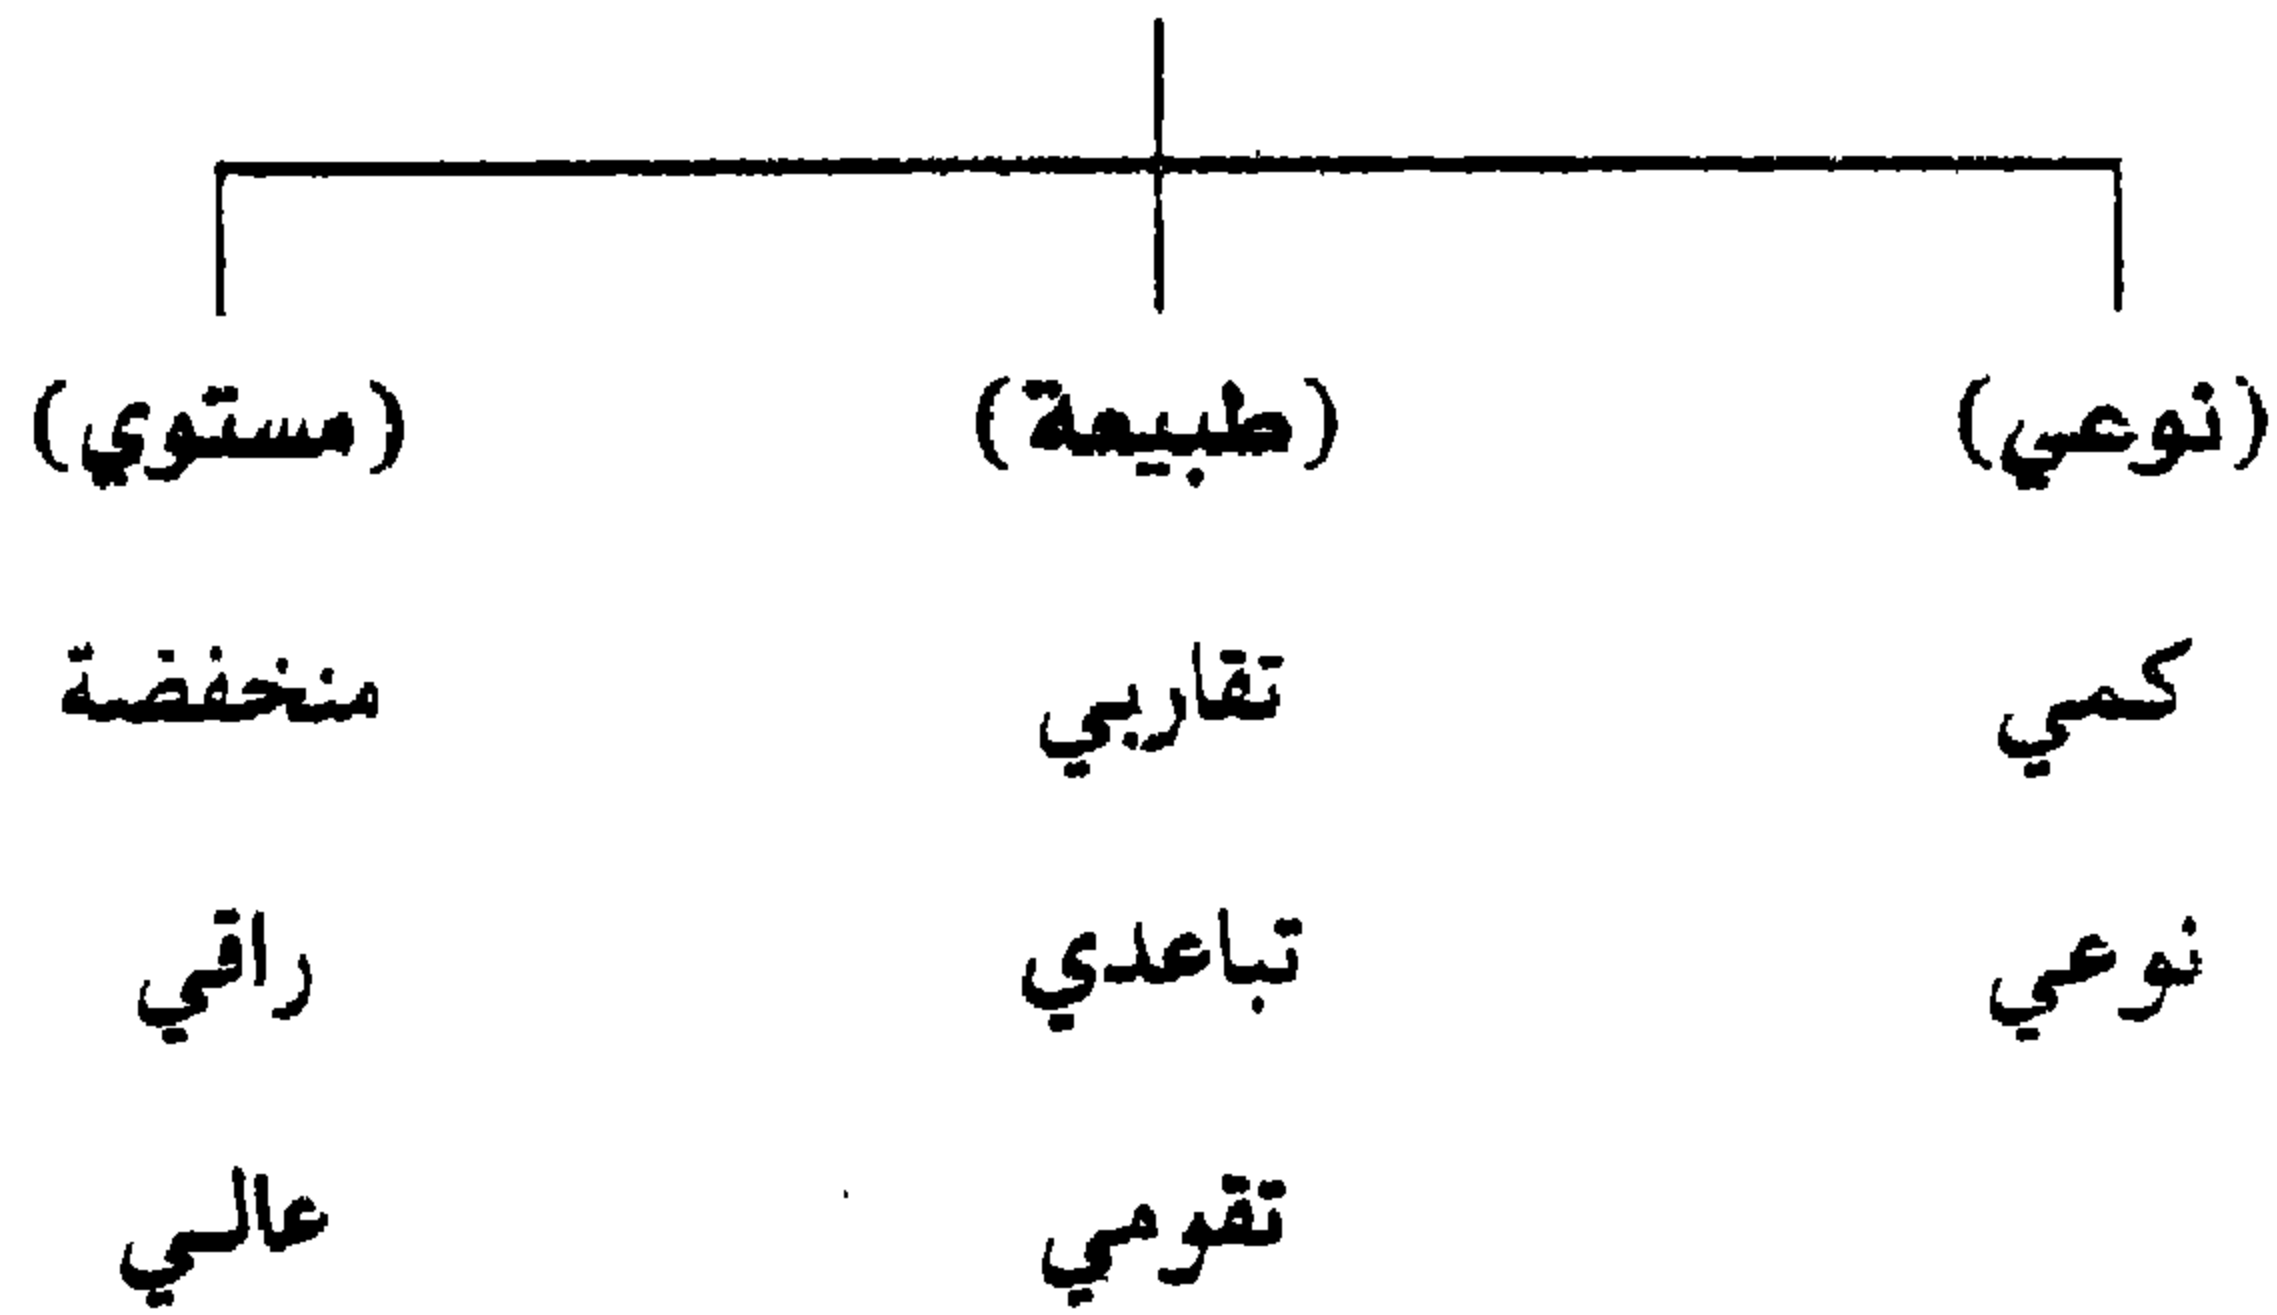 (نوعي) (طبيعة) (مستوي)
كمي تقاربي منخفضة
نوعي تباعدي راقي
تقومي عالي